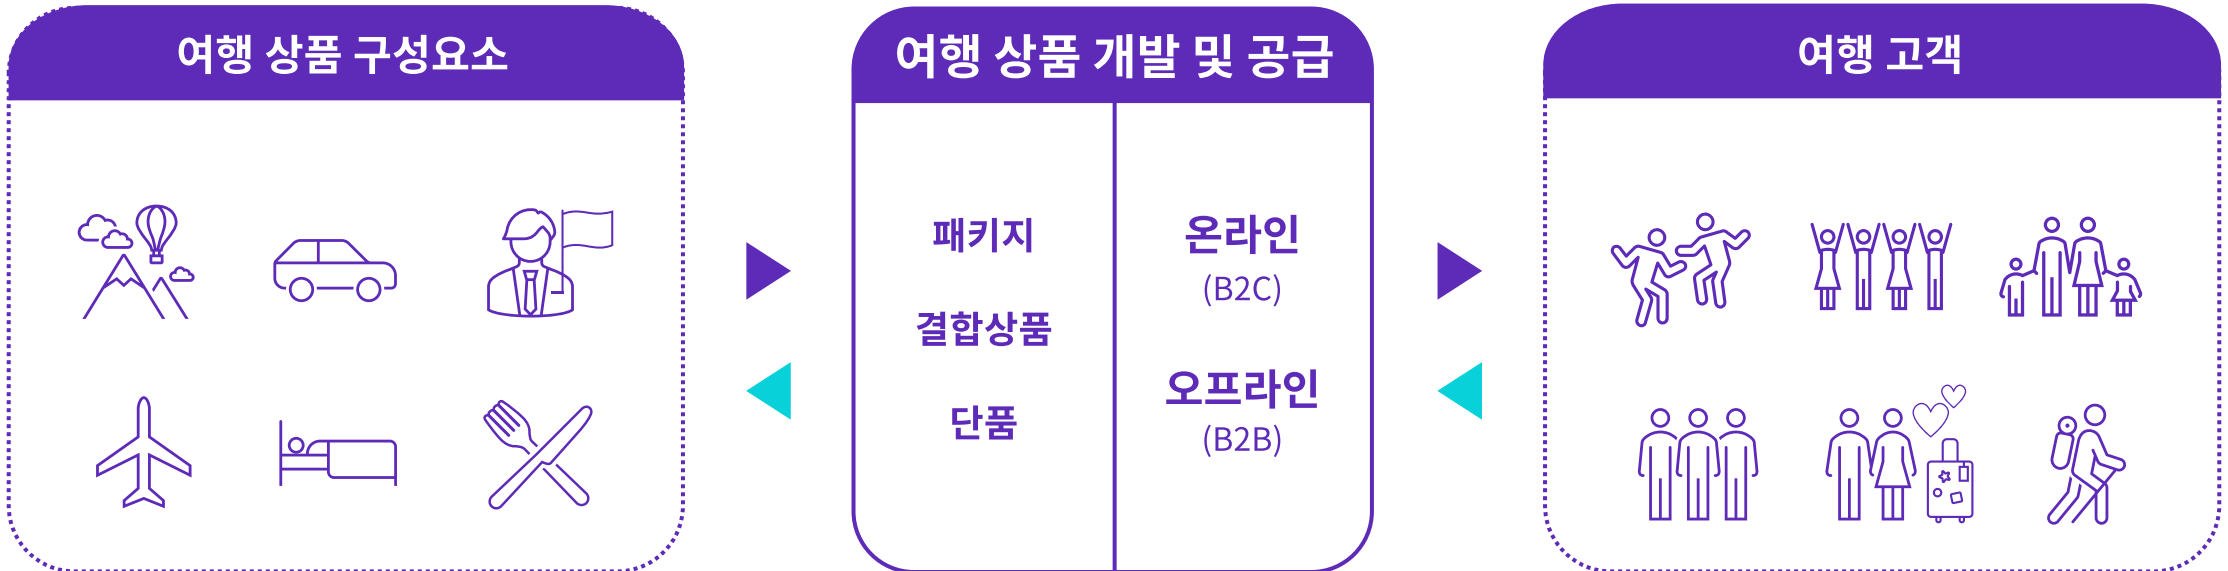 여행 상품 구성요소
여행 상품 개발 및 공급
패키지
결합상품
단품
온라인
(B2C)
오프라인
(B2B)
여행 고객